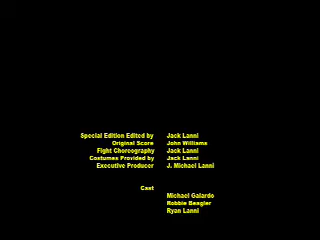 Special Edition Edited by Jack Lanni
Original Score John Williams
Fight Choreography Jack Lanni
Costumes Provided by Jack Lanni
Executive Producer J. Michael Lanni
Cast
Michael Galardo
Robbie Beagler
Ryan Lanni